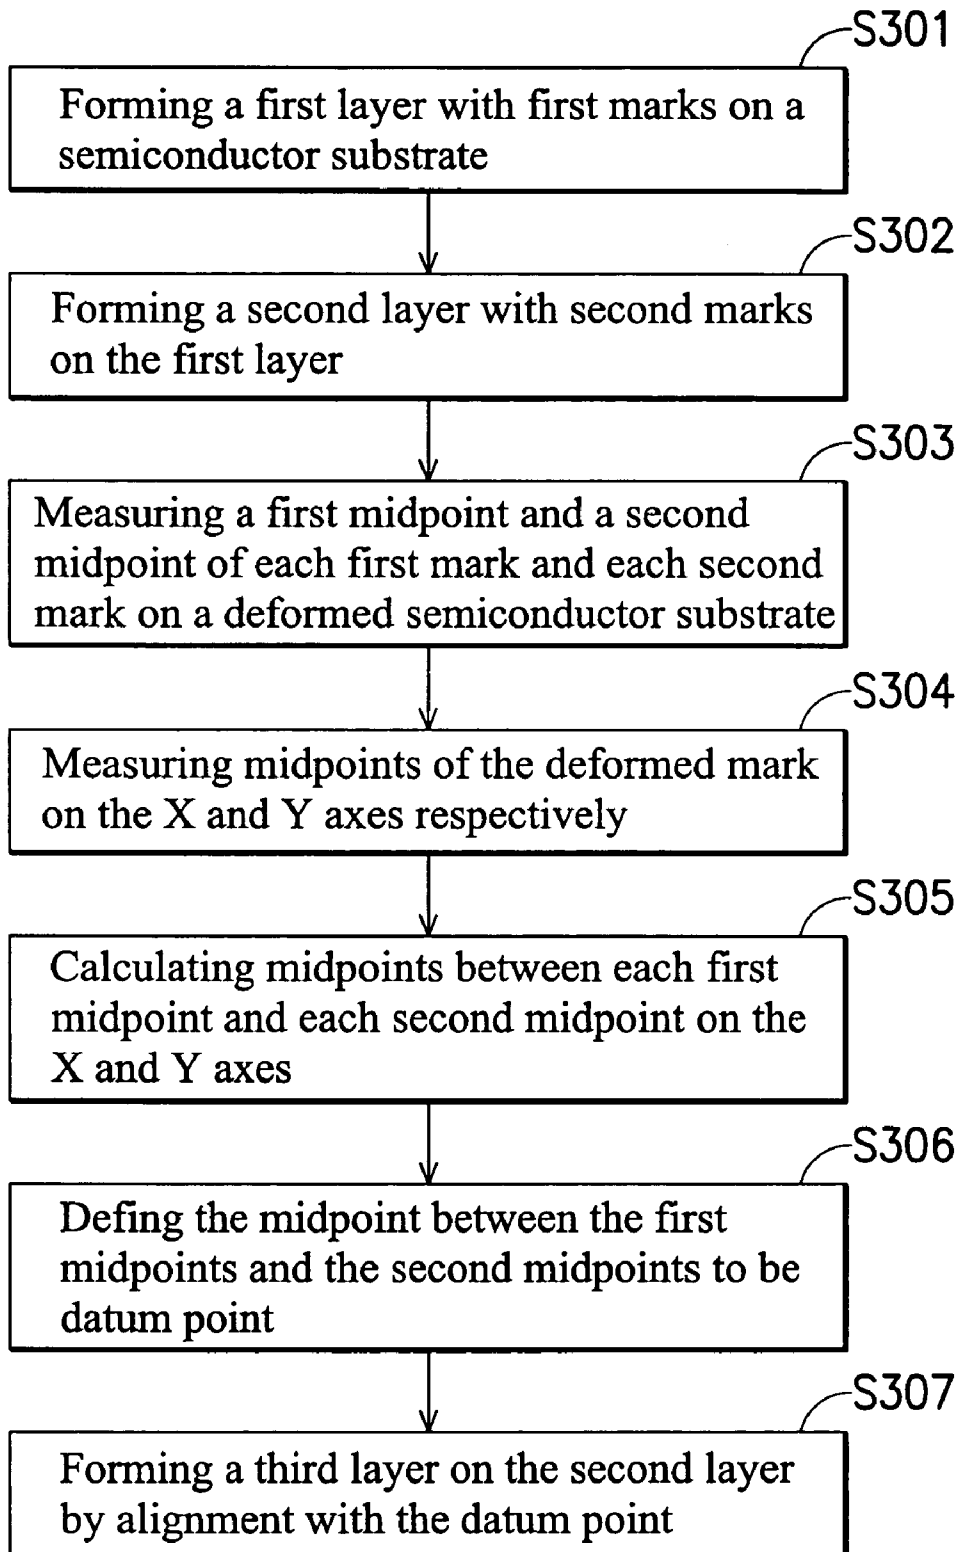 S301
Forming a first layer with first marks on a
semiconductor substrate
S302
Forming a second layer with second marks
on the first layer
S303
Measuring a first midpoint and a second
midpoint of each first mark and each second
mark on a deformed semiconductor substrate
S304
Measuring midpoints of the deformed mark
on the X and Y axes respectively
S305
Calculating midpoints between each first
midpoint and each second midpoint on the
X and Y axes
S306
Defing the midpoint between the first
midpoints and the second midpoints to be
datum point
S307
Forming a third layer on the second layer
by alignment with the datum point